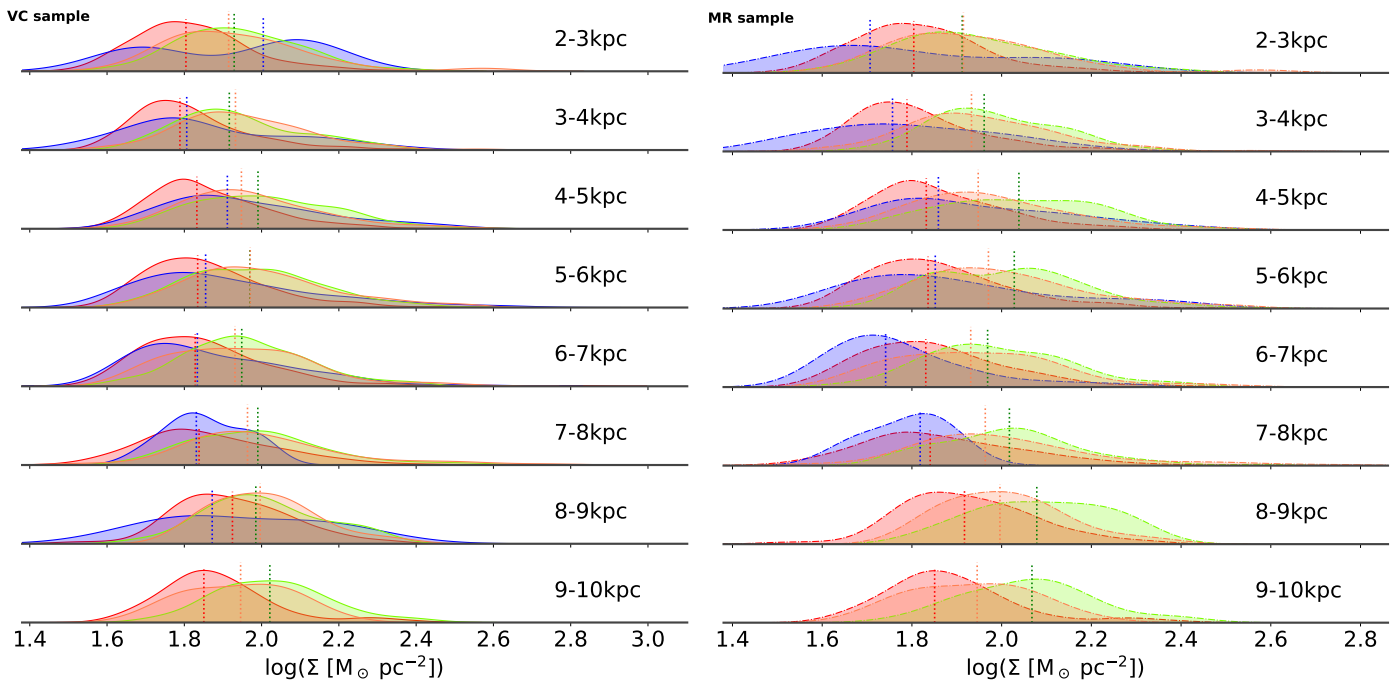 VC sample
2-3kpc
3-4kpc
4-5kpc
5-6kpc
6-7kpc
7-8kpc
8-9kpc
9-10kpc
1.4 1.6 1.8 2.0 2.2 2.4 2.6 2.8 3.0
log(Σ [M⊙ pc⁻²])
MR sample
2-3kpc
3-4kpc
4-5kpc
5-6kpc
6-7kpc
7-8kpc
8-9kpc
9-10kpc
1.4 1.6 1.8 2.0 2.2 2.4 2.6 2.8
log(Σ [M⊙ pc⁻²])